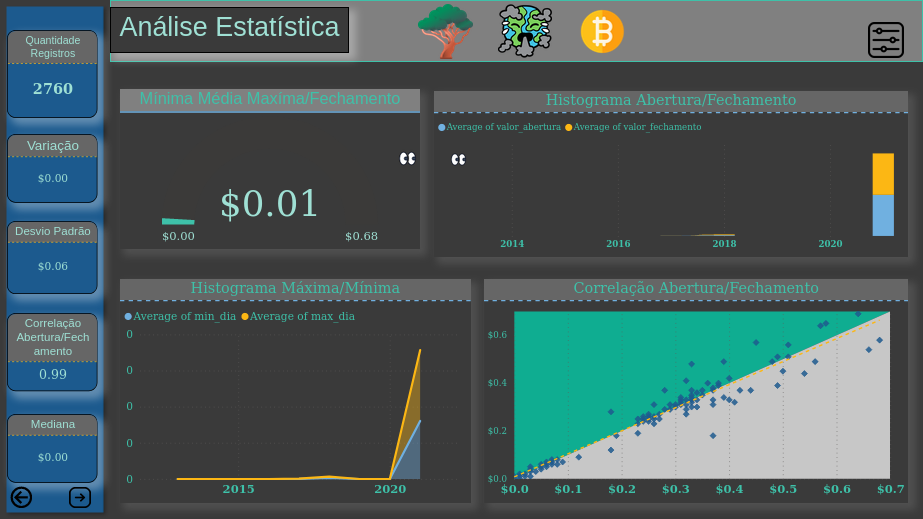 Análise Estatística
Quantidade
Registros
2760
Variação
$0.00
Desvio Padrão
$0.06
Correlação
Abertura/Fech
amento
0.99
Mediana
$0.00
Mínima Média Maxíma/Fechamento
$0.01
$0.00
$0.68
Histograma Abertura/Fechamento
Average of valor_abertura Average of valor_fechamento
2014 2016 2018 2020
Histograma Máxima/Mínima
Average of min_dia Average of max_dia
0
0
0
0
0
2015 2020
Correlação Abertura/Fechamento
$0.6
$0.4
$0.2
$0.0
$0.0 $0.1 $0.2 $0.3 $0.4 $0.5 $0.6 $0.7